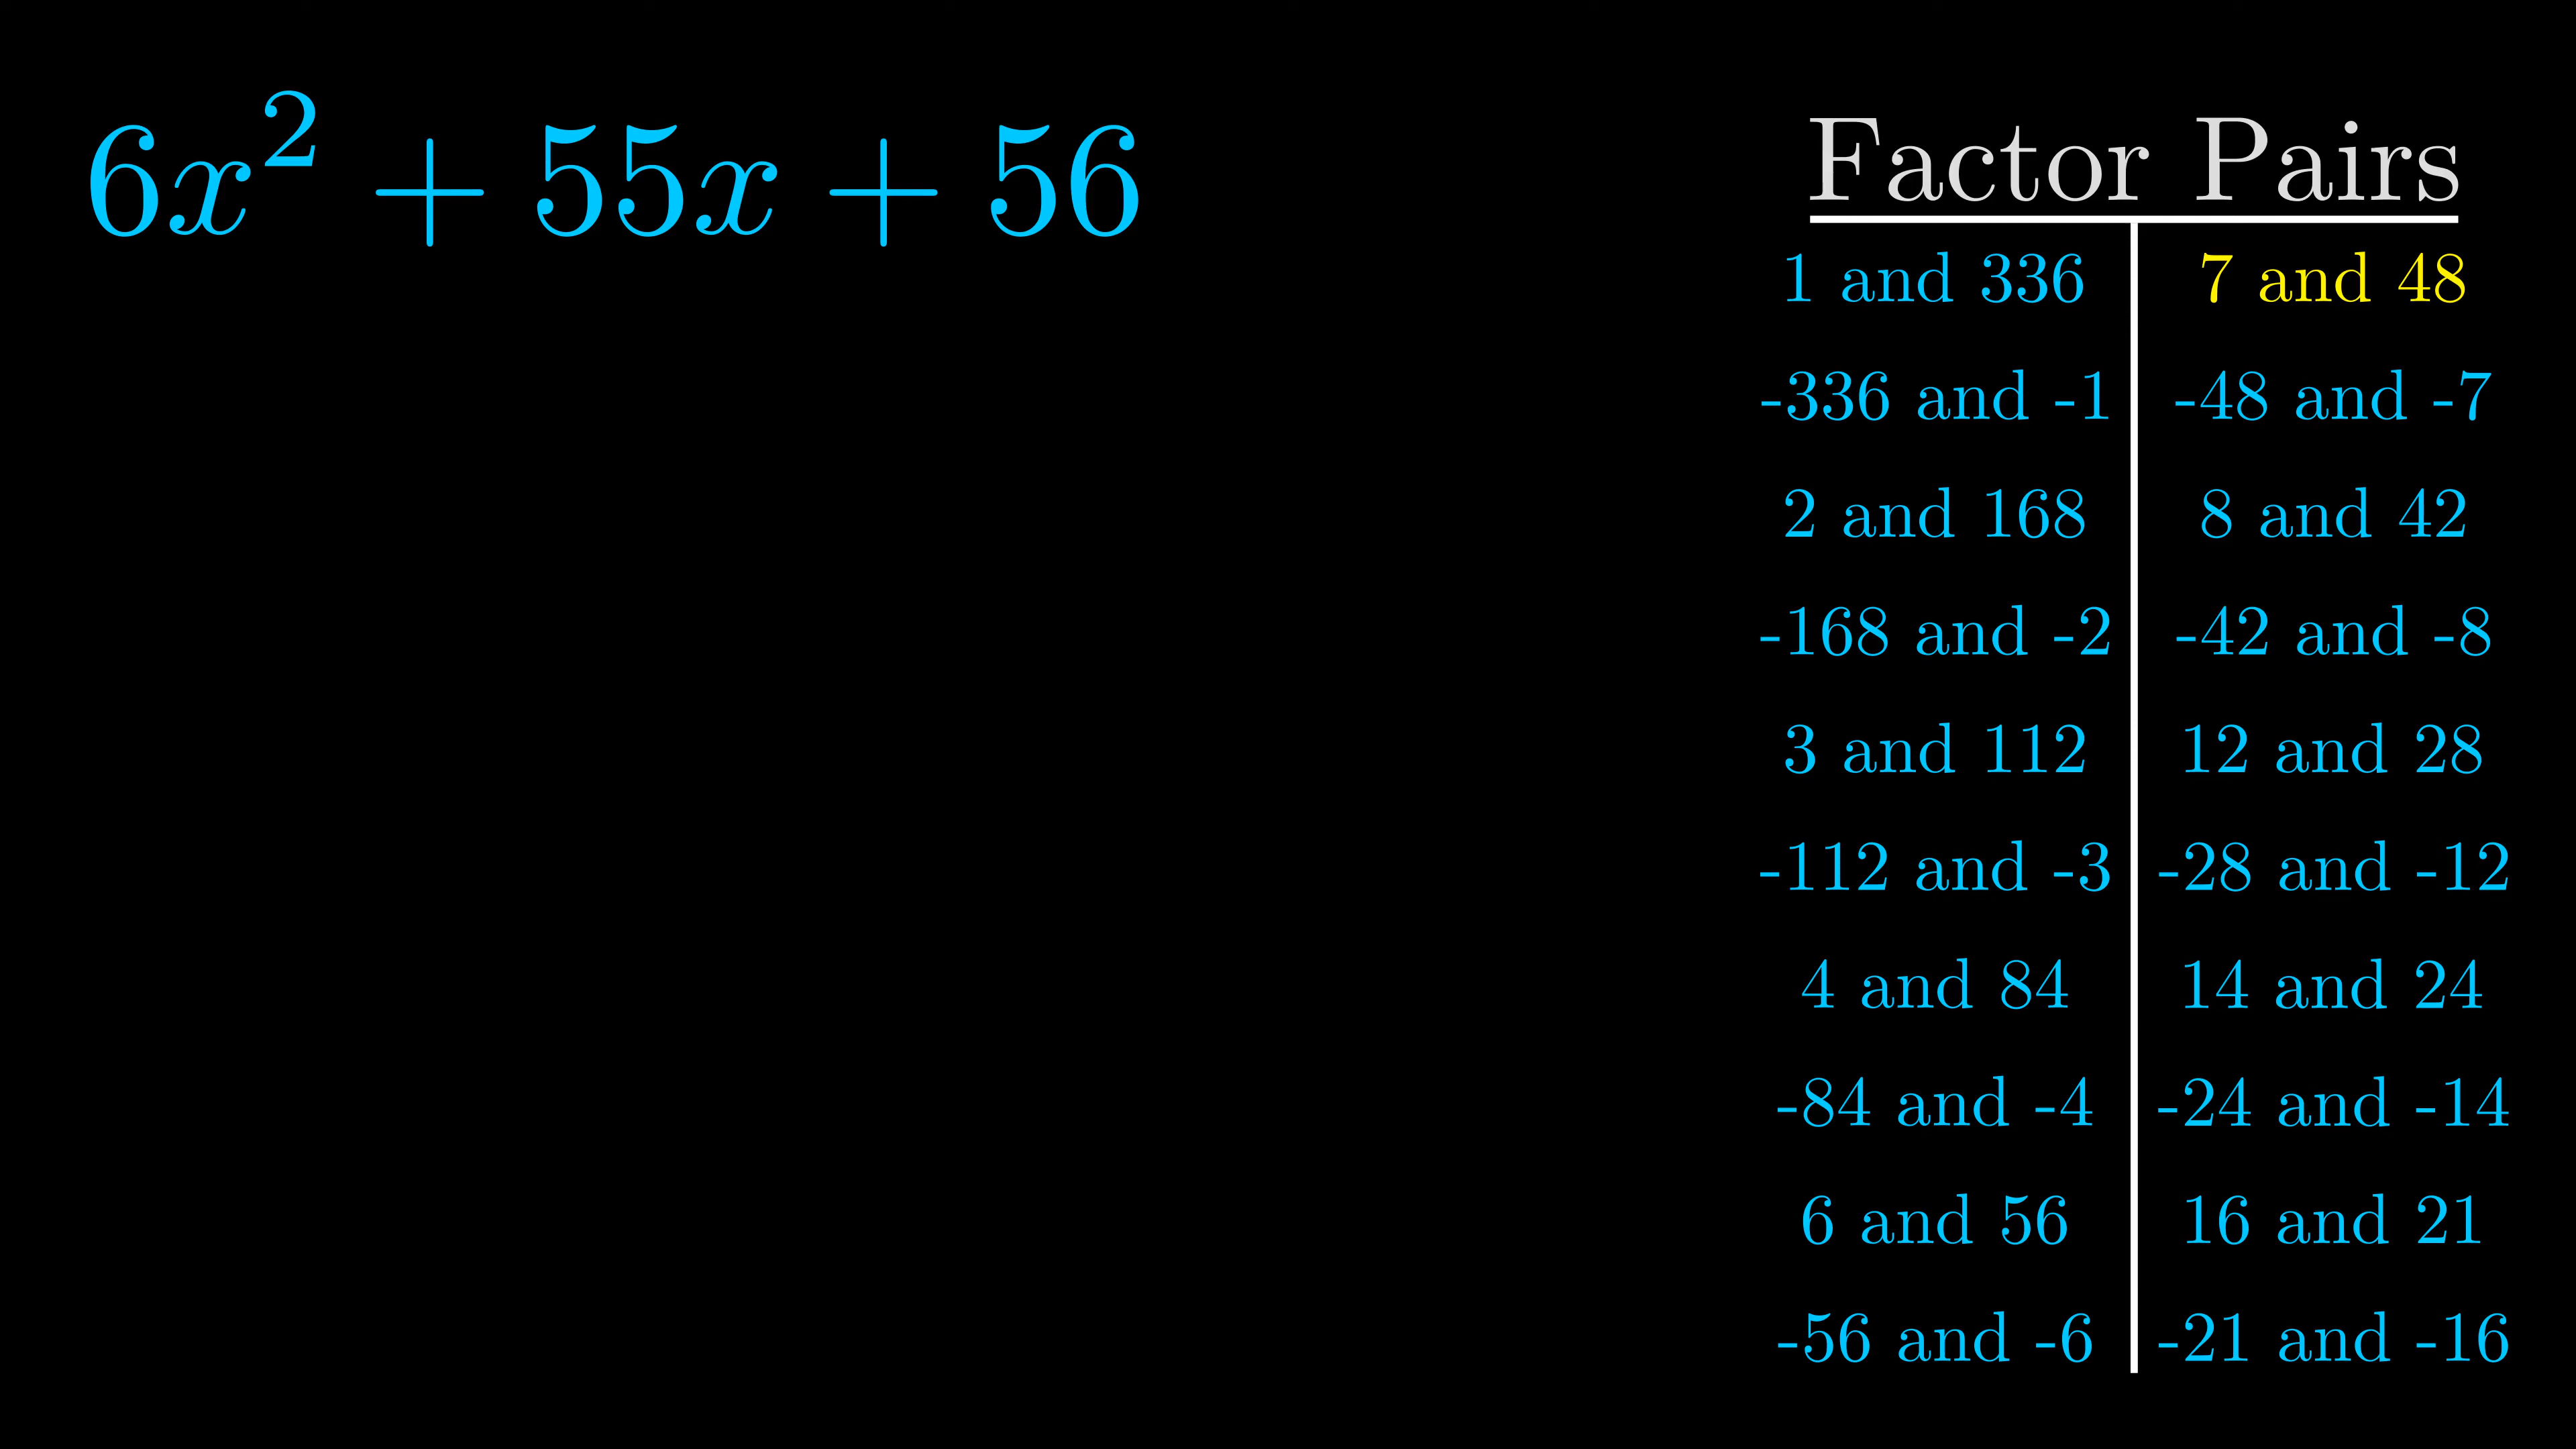 6x² + 55x + 56
Factor Pairs
1 and 336
7 and 48
-336 and -1
-48 and -7
2 and 168
8 and 42
-168 and -2
-42 and -8
3 and 112
12 and 28
-112 and -3
-28 and -12
4 and 84
14 and 24
-84 and -4
-24 and -14
6 and 56
16 and 21
-56 and -6
-21 and -16